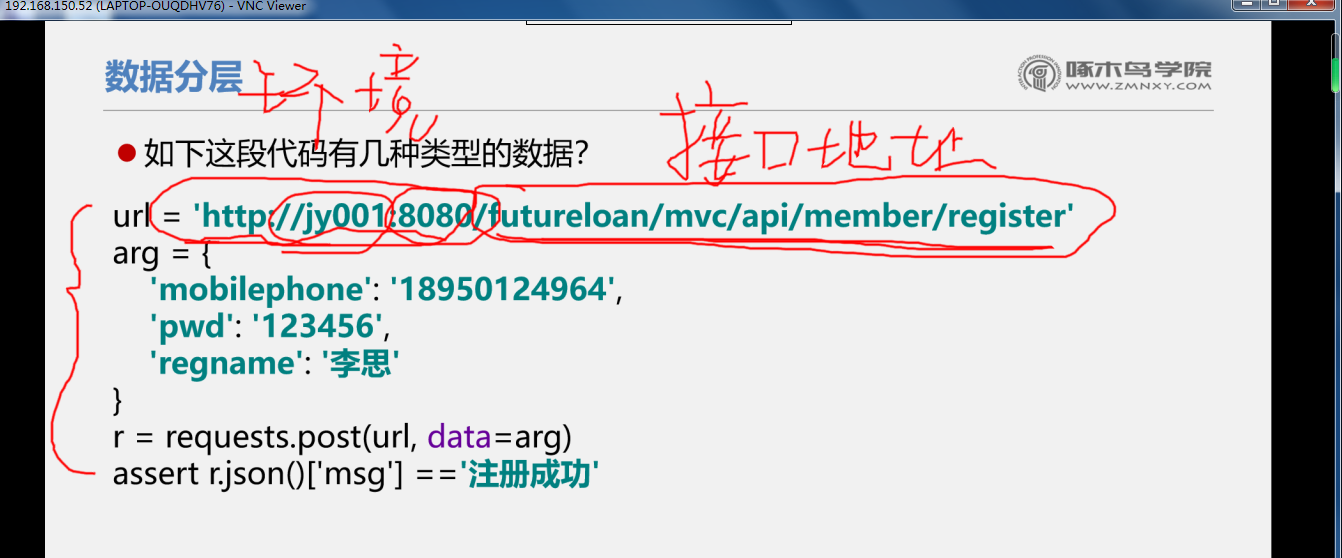 192.168.150.52 (LAPTOP-OUQDHV76) - VNC Viewer
数据分层 环境
啄木鸟学院
WWW.ZMNXY.COM
接口地址
如下这段代码有几种类型的数据?
url = 'http://jy001:8080/futureloan/mvc/api/member/register'
arg = {
'mobilephone': '18950124964',
'pwd': '123456',
'regname': '李思'
}
r = requests.post(url, data=arg)
assert r.json()['msg'] =='注册成功'